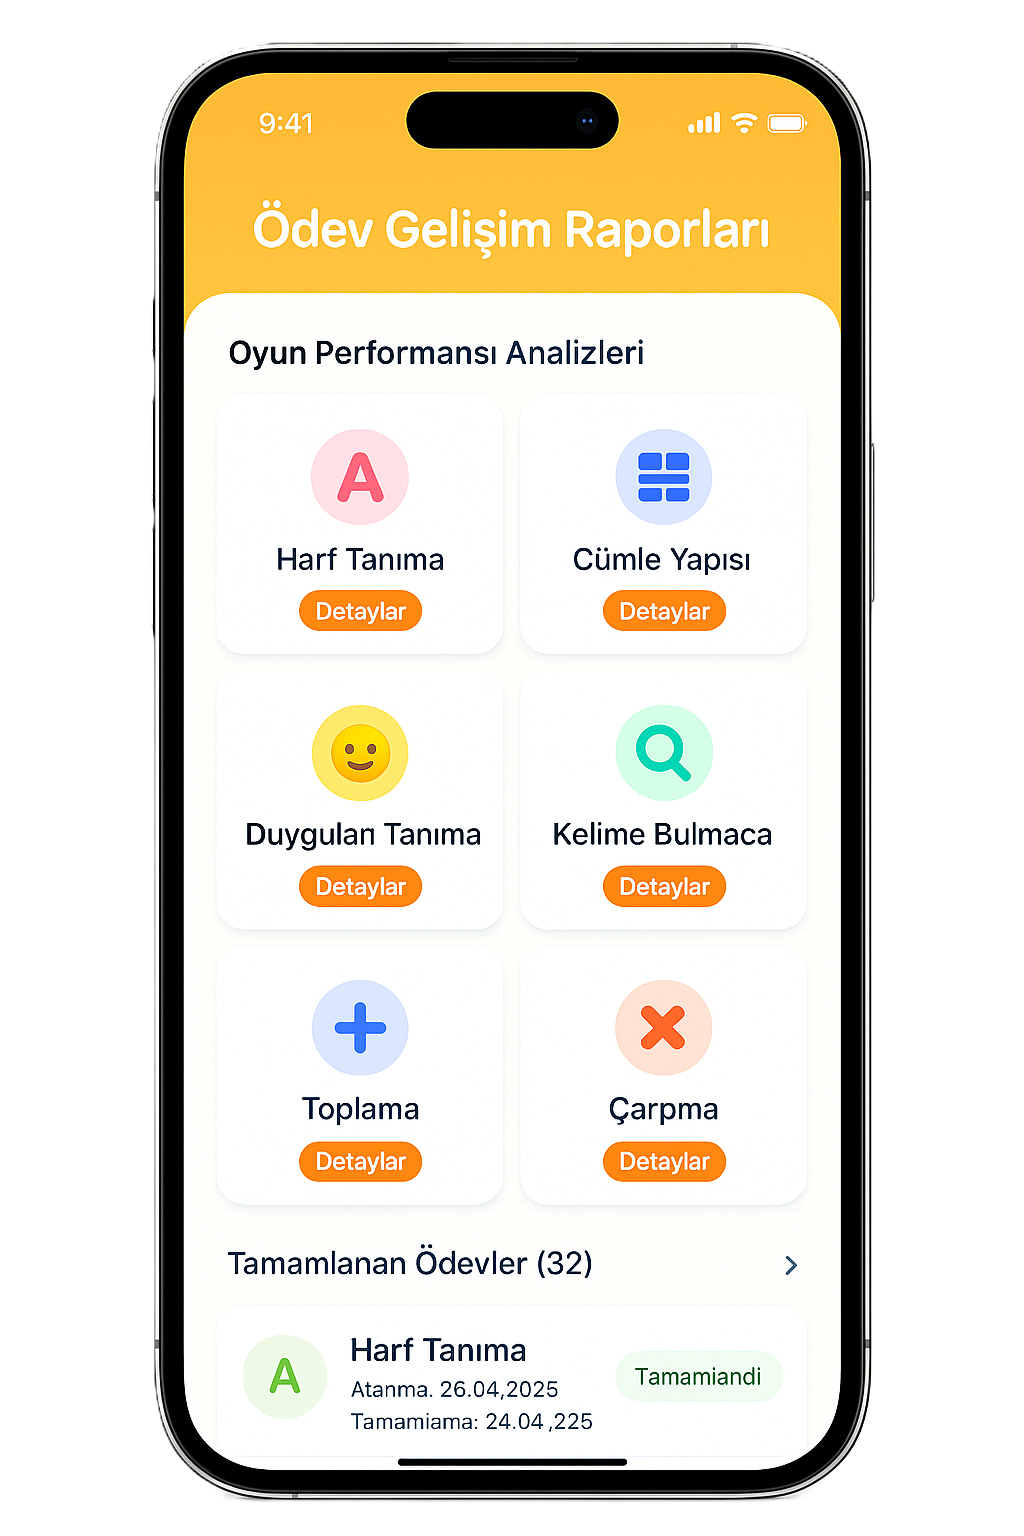 9:41
Ödev Gelişim Raporları
Oyun Performansı Analizleri
Harf Tanıma
Cümle Yapısı
Detaylar
Detaylar
Duyguları Tanıma
Kelime Bulmaca
Detaylar
Detaylar
Toplama
Çarpma
Detaylar
Detaylar
Tamamlanan Ödevler (32)
Harf Tanıma
Atanma. 26.04,2025
Tamamiandi
Tamamiama: 24.04 ,225